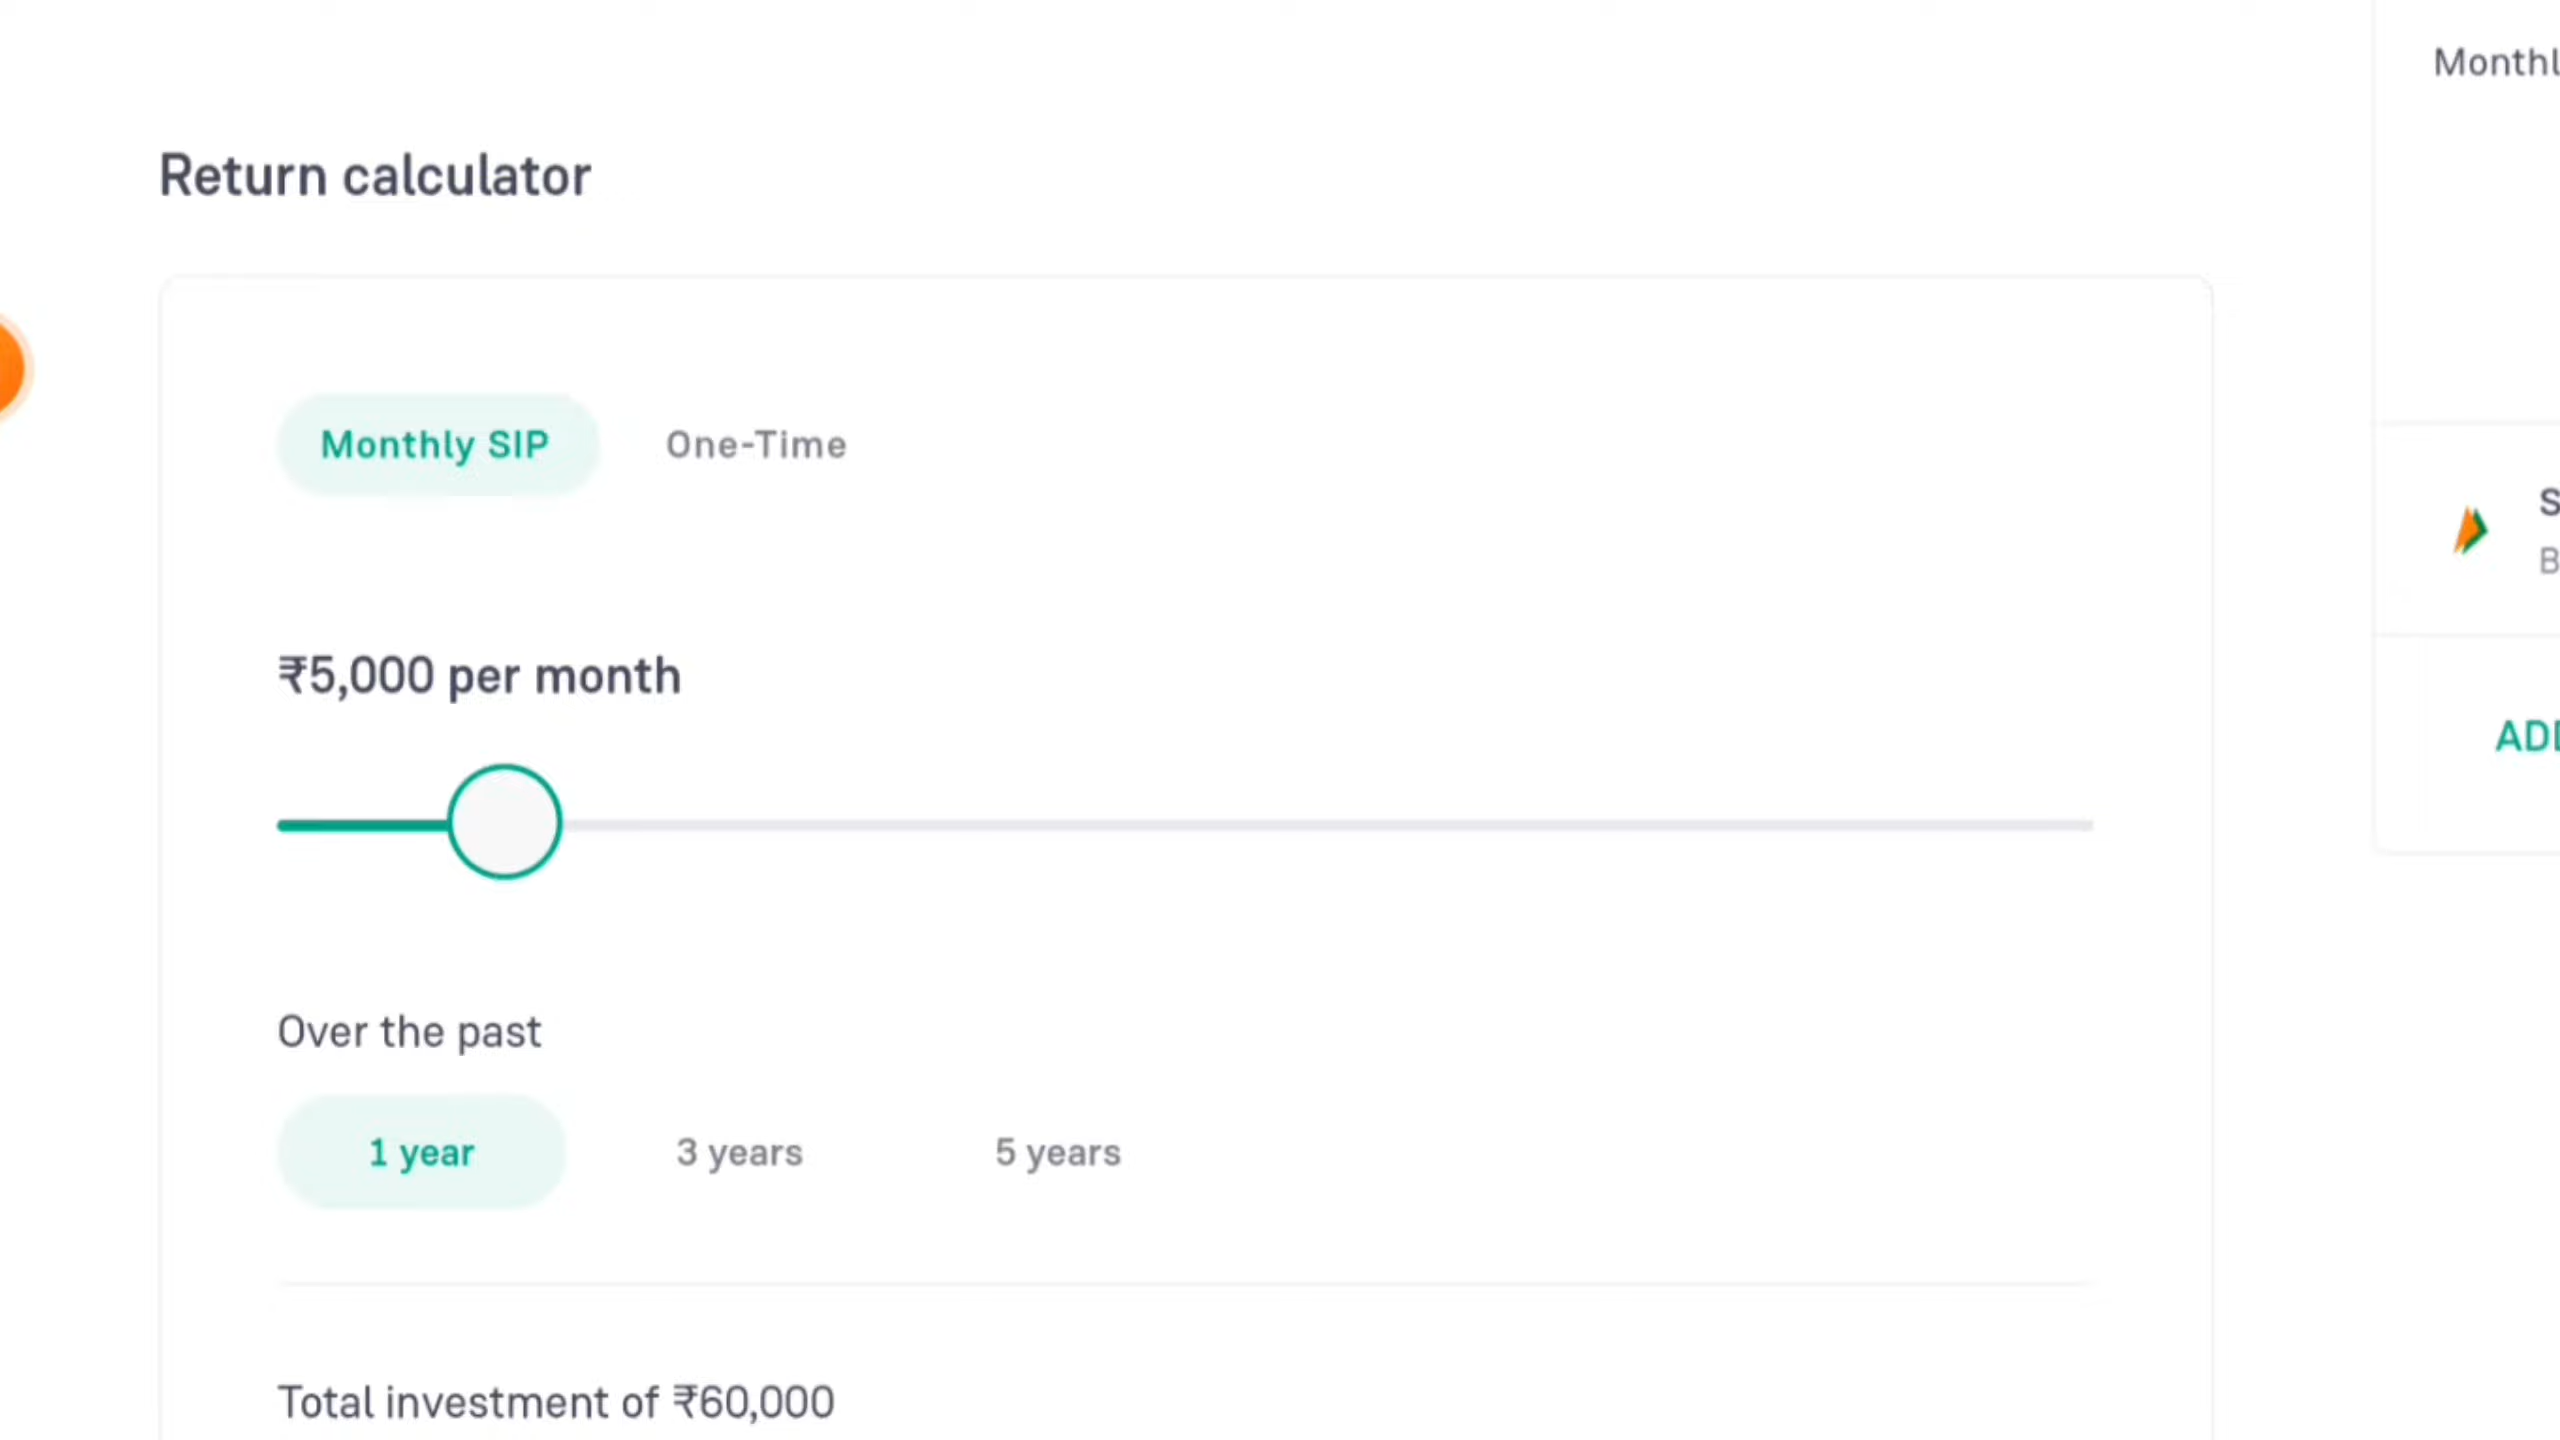 Return calculator
Monthly SIP
One-Time
₹5,000 per month
Over the past
1 year
3 years
5 years
Total investment of ₹60,000